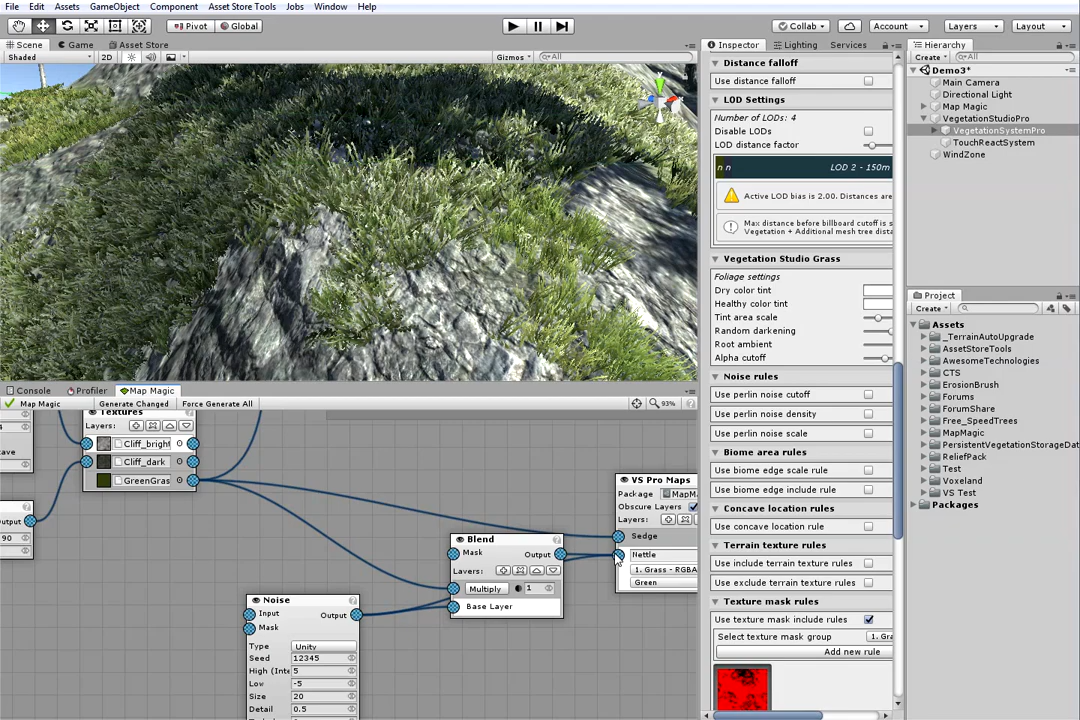 File Edit Assets GameObject Component Asset Store Tools Jobs Window Help
Pivot Global Collab Account Layers Layout
Scene Game Asset Store
Shaded 2D Gizmos All
Inspector Lighting Services
Distance falloff
Use distance falloff
LOD Settings
Number of LODs: 4
Disable LODs
LOD distance factor
LOD 2 - 150m
Active LOD bias is 2.00. Distances are
Max distance before billboard cutoff is s
Vegetation + Additional mesh tree dista
Vegetation Studio Grass
Foliage settings
Dry color tint
Healthy color tint
Tint area scale
Random darkening
Root ambient
Alpha cutoff
Noise rules
Use perlin noise cutoff
Use perlin noise density
Use perlin noise scale
Biome area rules
Use biome edge scale rule
Use biome edge include rule
Concave location rules
Use concave location rule
Terrain texture rules
Use include terrain texture rules
Use exclude terrain texture rules
Texture mask rules
Use texture mask include rules
Select texture mask group 1. Gra
Add new rule
Hierarchy
Create All
Demo3*
Main Camera
Directional Light
Map Magic
VegetationStudioPro
VegetationSystemPro
TouchReactSystem
WindZone
Project
Create
Assets
_TerrainAutoUpgrade
AssetStoreTools
AwesomeTechnologies
CTS
ErosionBrush
Forums
ForumShare
Free_SpeedTrees
MapMagic
PersistentVegetationStorageDat
ReliefPack
Test
Voxeland
VS Test
Packages
Console Profiler Map Magic
Map Magic Generate Changed Force Generate All 93%
Textures
Layers:
Cliff_bright
Cliff_dark
GreenGras
Output
90
Noise
Input Output
Mask
Type Unity
Seed 12345
High (Inte 5
Low -5
Size 20
Detail 0.5
Blend
Mask Output
Layers:
Multiply 1
Base Layer
VS Pro Maps
Package MapMa
Obscure Layers
Layers:
Sedge
Nettle
1. Grass - RGBA
Green